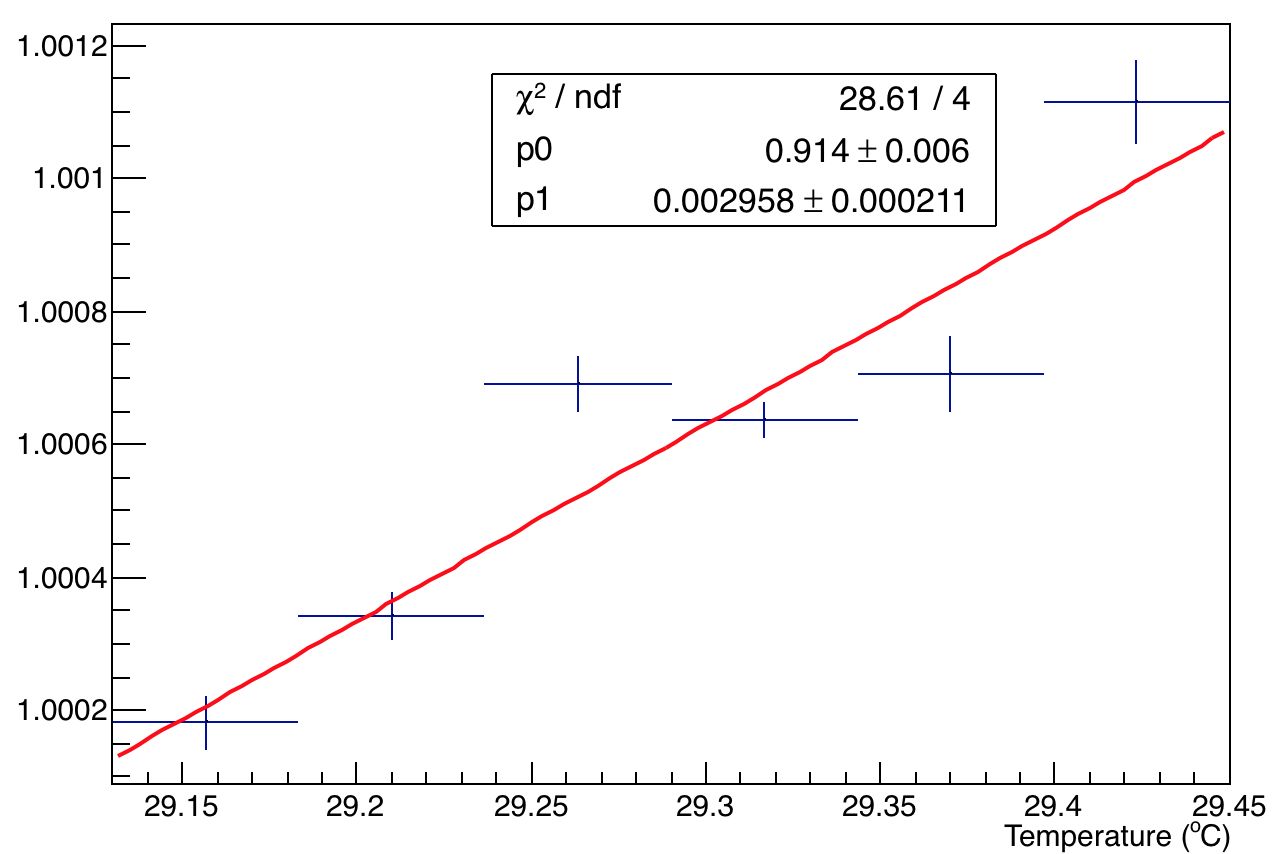 1.0012
1.001
1.0008
1.0006
1.0004
1.0002
χ² / ndf 28.61 / 4
p0 0.914 ± 0.006
p1 0.002958 ± 0.000211
29.15 29.2 29.25 29.3 29.35 29.4 29.45
Temperature (°C)